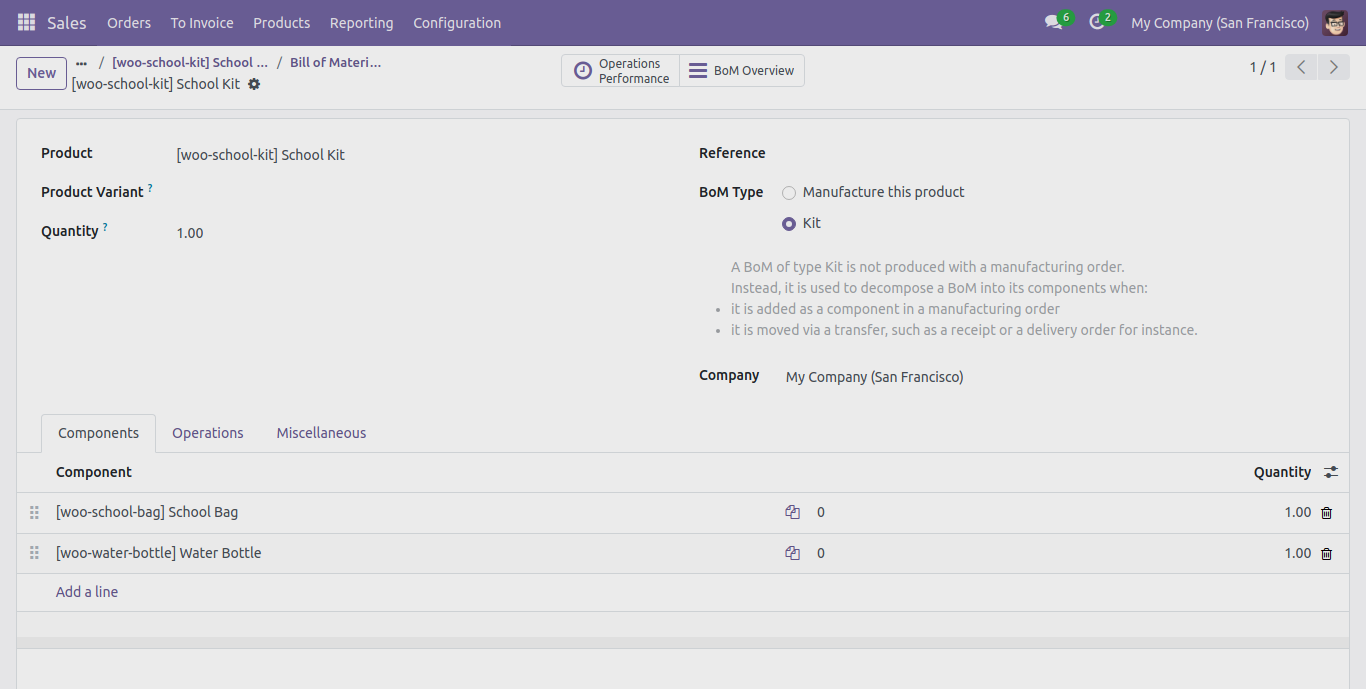 Sales Orders To Invoice Products Reporting Configuration 6 2 My Company (San Francisco)
New ... / [woo-school-kit] School ... / Bill of Materi...
[woo-school-kit] School Kit
Operations
Performance
BoM Overview
1 / 1
Product [woo-school-kit] School Kit
Product Variant ?
Quantity ? 1.00
Reference
BoM Type Manufacture this product
Kit
A BoM of type Kit is not produced with a manufacturing order.
Instead, it is used to decompose a BoM into its components when:
• it is added as a component in a manufacturing order
• it is moved via a transfer, such as a receipt or a delivery order for instance.
Company My Company (San Francisco)
Components Operations Miscellaneous
Component Quantity
[woo-school-bag] School Bag 0 1.00
[woo-water-bottle] Water Bottle 0 1.00
Add a line